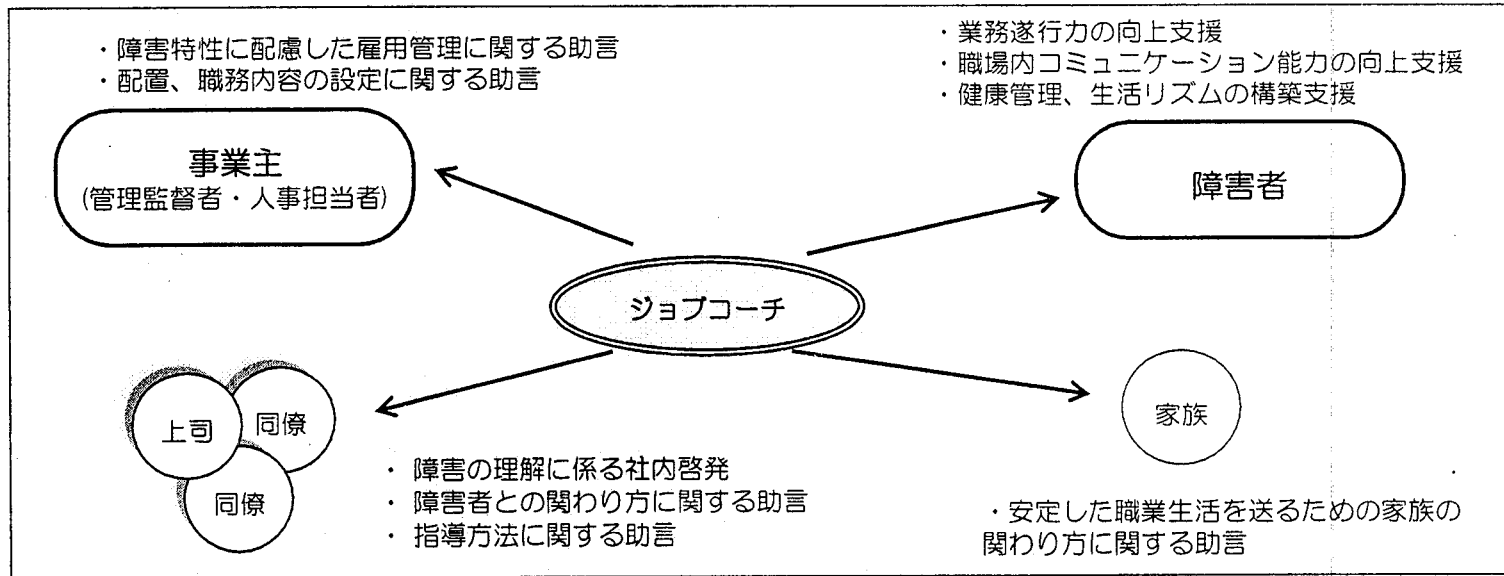 ・障害特性に配慮した雇用管理に関する助言
・配置、職務内容の設定に関する助言
事業主
(管理監督者・人事担当者)
・業務遂行力の向上支援
・職場内コミュニケーション能力の向上支援
・健康管理、生活リズムの構築支援
障害者
ジョブコーチ
上司
同僚
同僚
・障害の理解に係る社内啓発
・障害者との関わり方に関する助言
・指導方法に関する助言
家族
・安定した職業生活を送るための家族の
関わり方に関する助言